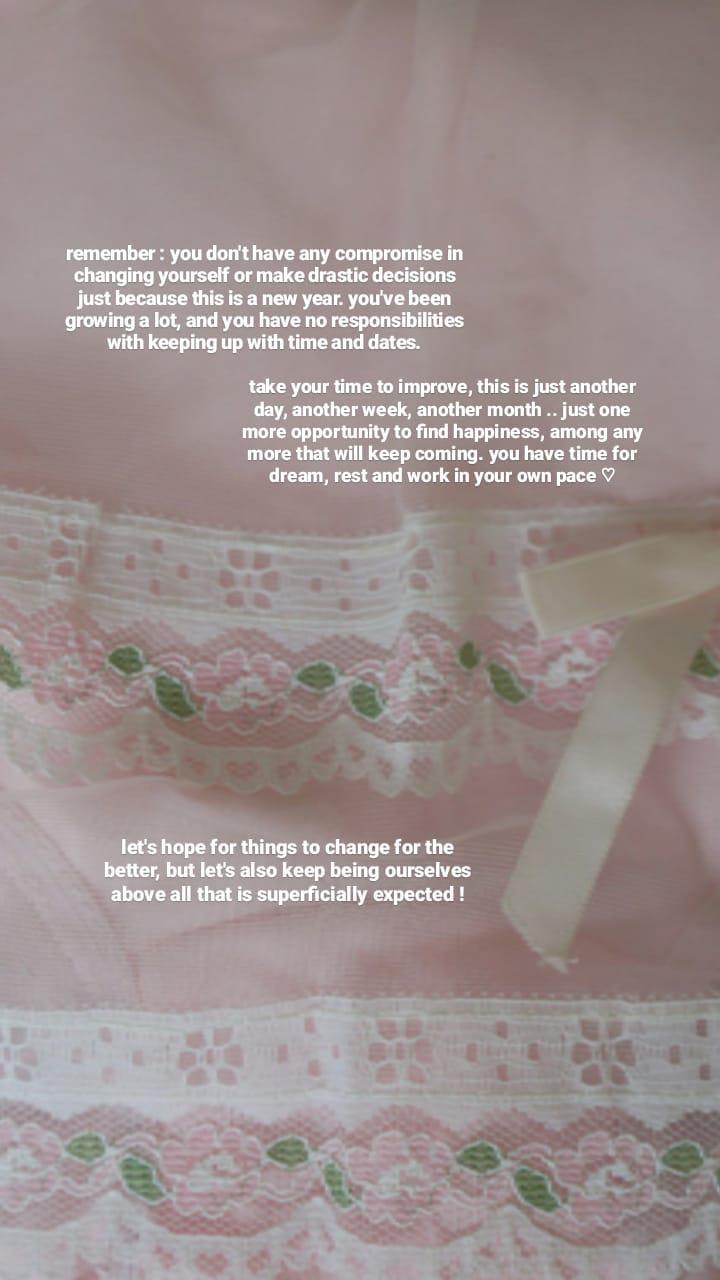 remember : you don't have any compromise in
changing yourself or make drastic decisions
just because this is a new year. you've been
growing a lot, and you have no responsibilities
with keeping up with time and dates.
take your time to improve, this is just another
day, another week, another month .. just one
more opportunity to find happiness, among any
more that will keep coming. you have time for
dream, rest and work in your own pace ♡
let's hope for things to change for the
better, but let's also keep being ourselves
above all that is superficially expected !